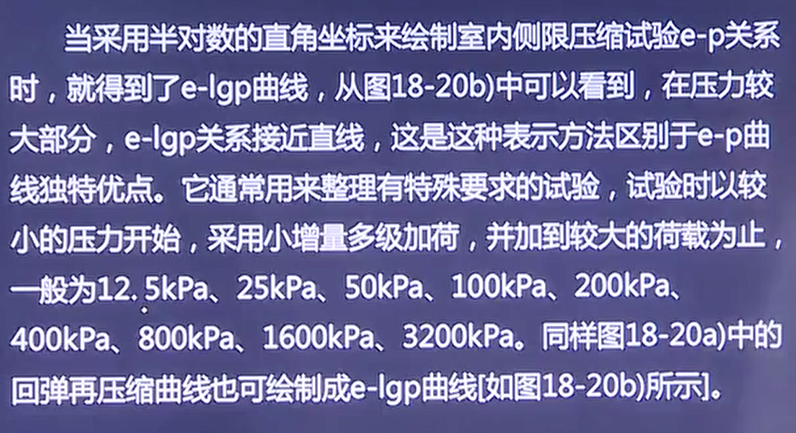 当采用半对数的直角坐标来绘制室内侧限压缩试验e-p关系
时，就得到了e-lgp曲线，从图18-20b)中可以看到，在压力较
大部分，e-lgp关系接近直线，这是这种表示方法区别于e-p曲
线独特优点。它通常用来整理有特殊要求的试验，试验时以较
小的压力开始，采用小增量多级加荷，并加到较大的荷载为止，
一般为12.5kPa、25kPa、50kPa、100kPa、200kPa、
400kPa、800kPa、1600kPa、3200kPa。同样图18-20a)中的
回弹再压缩曲线也可绘制成e-lgp曲线[如图18-20b)所示]。